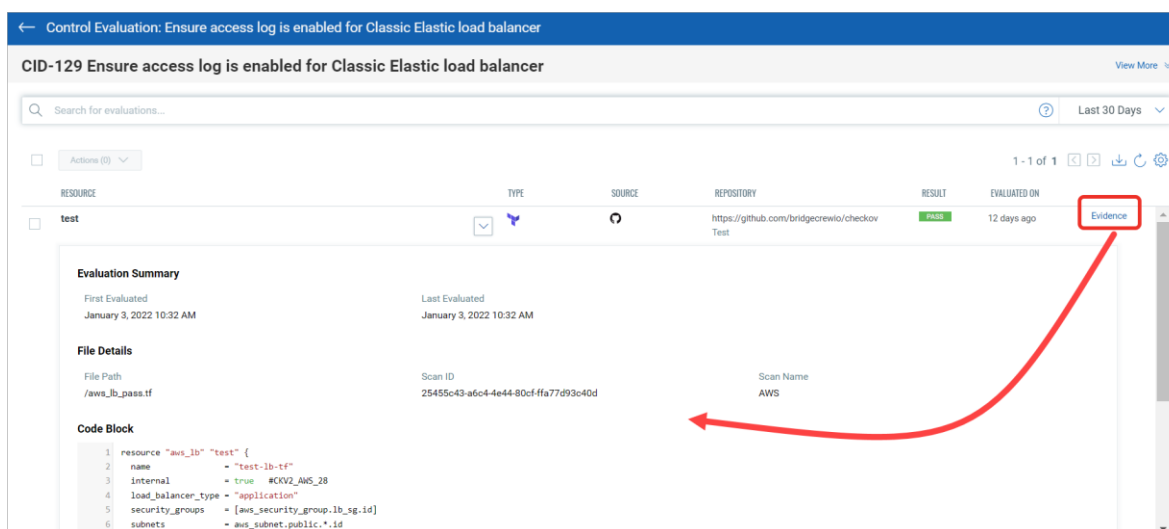 ← Control Evaluation: Ensure access log is enabled for Classic Elastic load balancer
CID-129 Ensure access log is enabled for Classic Elastic load balancer View More
Search for evaluations... Last 30 Days
Actions (0) 1 - 1 of 1
RESOURCE TYPE SOURCE REPOSITORY RESULT EVALUATED ON
test https://github.com/bridgecrewio/checkov PASS 12 days ago Evidence
Test
Evaluation Summary
First Evaluated Last Evaluated
January 3, 2022 10:32 AM January 3, 2022 10:32 AM
File Details
File Path Scan ID Scan Name
/aws_lb_pass.tf 25455c43-a6c4-4e44-80cf-ffa77d93c40d AWS
Code Block
1 resource "aws_lb" "test" {
2 name = "test-lb-tf"
3 internal = true #CKV2_AWS_28
4 load_balancer_type = "application"
5 security_groups = [aws_security_group.lb_sg.id]
6 subnets = aws_subnet.public.*.id